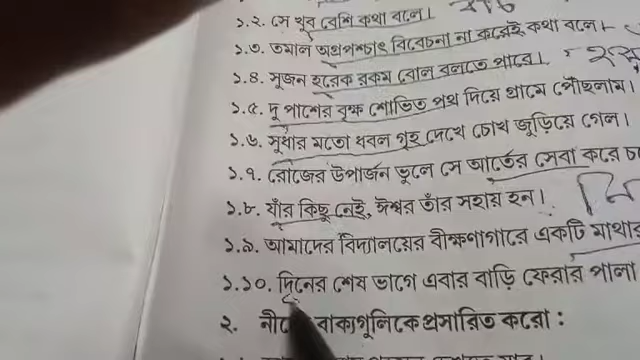 ১.২. সে খুব বেশি কথা বলে।
১.৩. তমাল অগ্রপশ্চাৎ বিবেচনা না করেই কথা বলে।
১.৪. সুজন হরেক রকম বোল বলতে পারে।
১.৫. দু পাশের বৃক্ষ শোভিত পথ দিয়ে গ্রামে পৌঁছলাম।
১.৬. সুধার মতো ধবল গৃহ দেখে চোখ জুড়িয়ে গেল।
১.৭. রোজের উপার্জন ভুলে সে আর্তের সেবা করে
১.৮. যাঁর কিছু নেই, ঈশ্বর তাঁর সহায় হন।
১.৯. আমাদের বিদ্যালয়ের বীক্ষণাগারে একটি মাথার
১.১০. দিনের শেষ ভাগে এবার বাড়ি ফেরার পালা
২. বাক্যগুলিকে প্রসারিত করো :